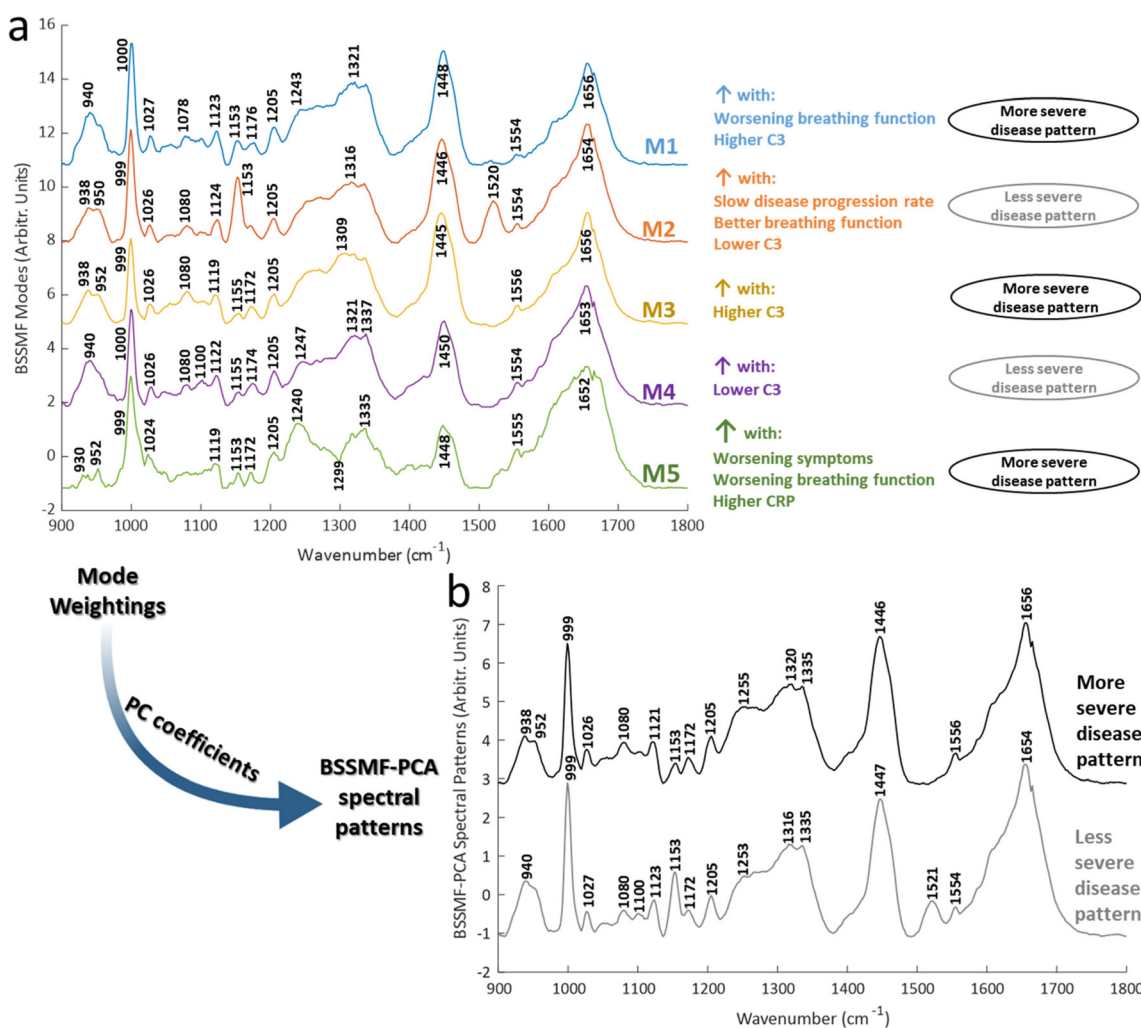 a
16
14
12
10
8
6
4
2
0
-2
BSSMF Modes (Arbitr. Units)
940
1000
1027
1078
1123
1153
1176
1205
1243
1321
1448
1554
1656
M1
938
950
999
1026
1080
1124
1153
1205
1316
1446
1520
1554
1654
M2
938
952
999
1026
1080
1119
1155
1172
1205
1309
1445
1556
1656
M3
940
1000
1026
1080
1100
1122
1155
1174
1205
1247
1321
1337
1450
1554
1653
M4
930
952
999
1024
1119
1153
1172
1205
1240
1299
1335
1448
1555
1652
M5
900
1000
1100
1200
1300
1400
1500
1600
1700
1800
Wavenumber (cm⁻¹)
↑ with:
Worsening breathing function
Higher C3
More severe
disease pattern
↑ with:
Slow disease progression rate
Better breathing function
Lower C3
Less severe
disease pattern
↑ with:
Higher C3
More severe
disease pattern
↑ with:
Lower C3
Less severe
disease pattern
↑ with:
Worsening symptoms
Worsening breathing function
Higher CRP
More severe
disease pattern
Mode
Weightings
PC coefficients
BSSMF-PCA
spectral
patterns
b
8
7
6
5
4
3
2
1
0
-1
-2
BSSMF-PCA Spectral Patterns (Arbitr. Units)
938
952
999
1026
1080
1121
1153
1172
1205
1255
1320
1335
1446
1556
1656
More
severe
disease
pattern
940
999
1027
1080
1100
1123
1153
1172
1205
1253
1316
1335
1447
1521
1554
1654
Less
severe
disease
pattern
900
1000
1100
1200
1300
1400
1500
1600
1700
1800
Wavenumber (cm⁻¹)